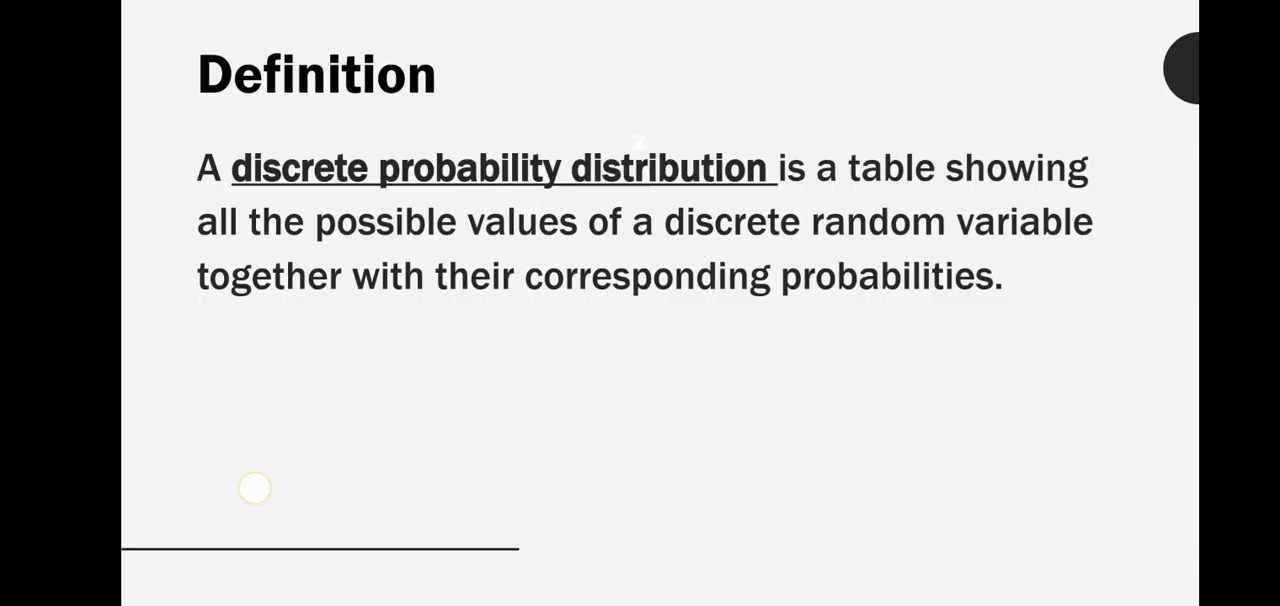 Definition
2
A discrete probability distribution is a table showing
all the possible values of a discrete random variable
together with their corresponding probabilities.